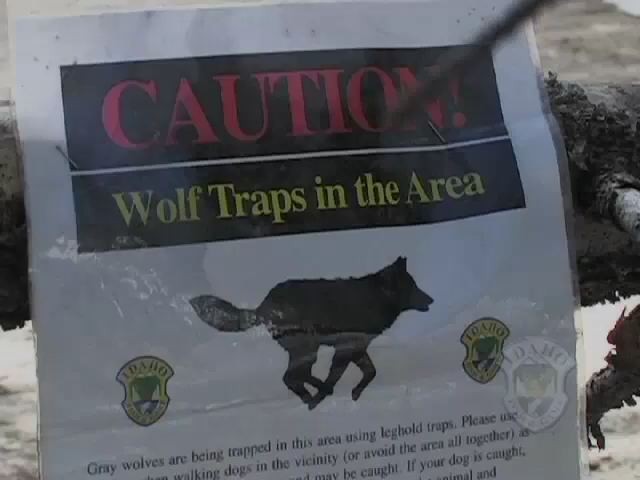 CAUTION!
Wolf Traps in the Area
IDAHO
IDAHO
IDAHO
Gray wolves are being trapped in this area using leghold traps. Please use
walking dogs in the vicinity (or avoid the area all together) as
may be caught. If your dog is caught,
animal and